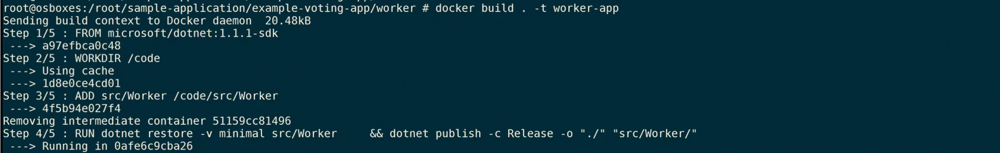 root@osboxes:/root/sample-application/example-voting-app/worker # docker build . -t worker-app
Sending build context to Docker daemon  20.48kB
Step 1/5 : FROM microsoft/dotnet:1.1.1-sdk
 ---> a97efbca0c48
Step 2/5 : WORKDIR /code
 ---> Using cache
 ---> 1d8e0ce4cd01
Step 3/5 : ADD src/Worker /code/src/Worker
 ---> 4f5b94e027f4
Removing intermediate container 51159cc81496
Step 4/5 : RUN dotnet restore -v minimal src/Worker     && dotnet publish -c Release -o "./" "src/Worker/"
 ---> Running in 0afe6c9cba26